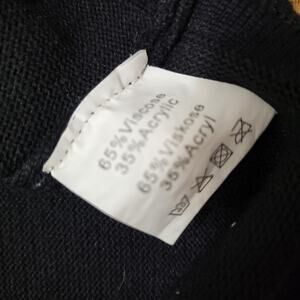 65% Viscose
35% Acrylic
65% Viskose
35% Acryl